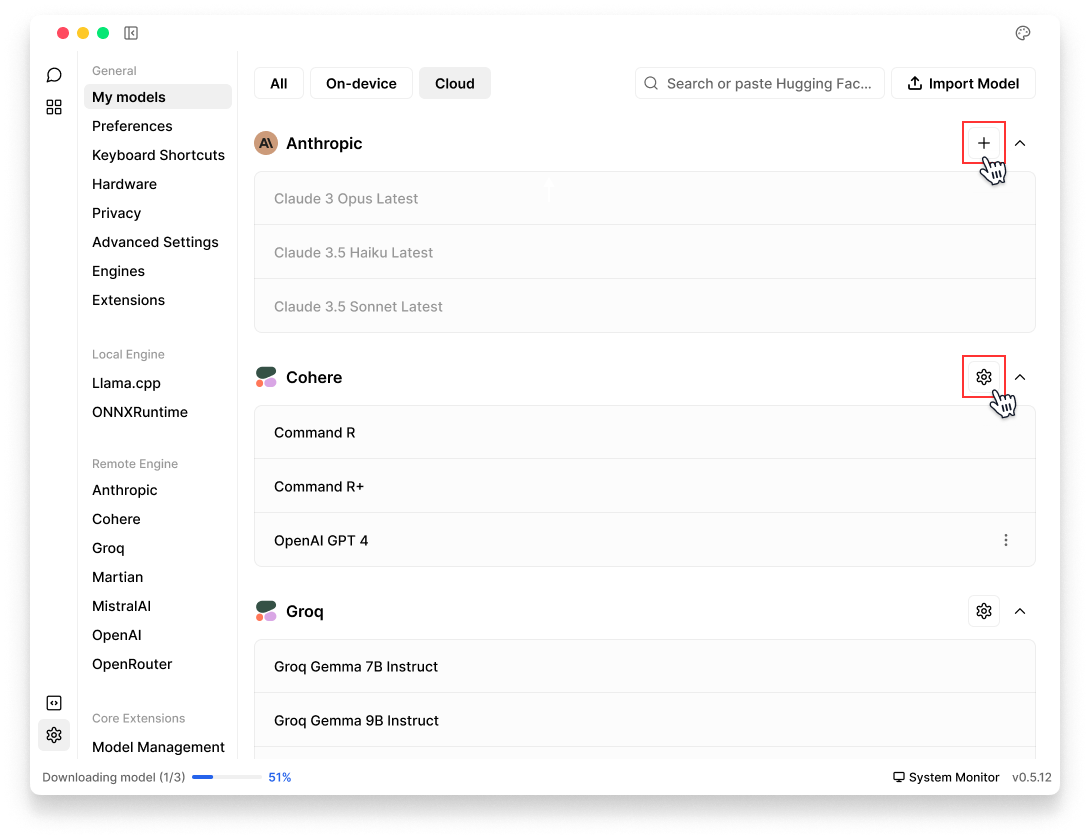 General
My models
Preferences
Keyboard Shortcuts
Hardware
Privacy
Advanced Settings
Engines
Extensions
Local Engine
Llama.cpp
ONNXRuntime
Remote Engine
Anthropic
Cohere
Groq
Martian
MistralAI
OpenAI
OpenRouter
Core Extensions
Model Management
All On-device Cloud Search or paste Hugging Fac... Import Model
Anthropic
Claude 3 Opus Latest
Claude 3.5 Haiku Latest
Claude 3.5 Sonnet Latest
Cohere
Command R
Command R+
OpenAI GPT 4
Groq
Groq Gemma 7B Instruct
Groq Gemma 9B Instruct
Downloading model (1/3) 51% System Monitor v0.5.12